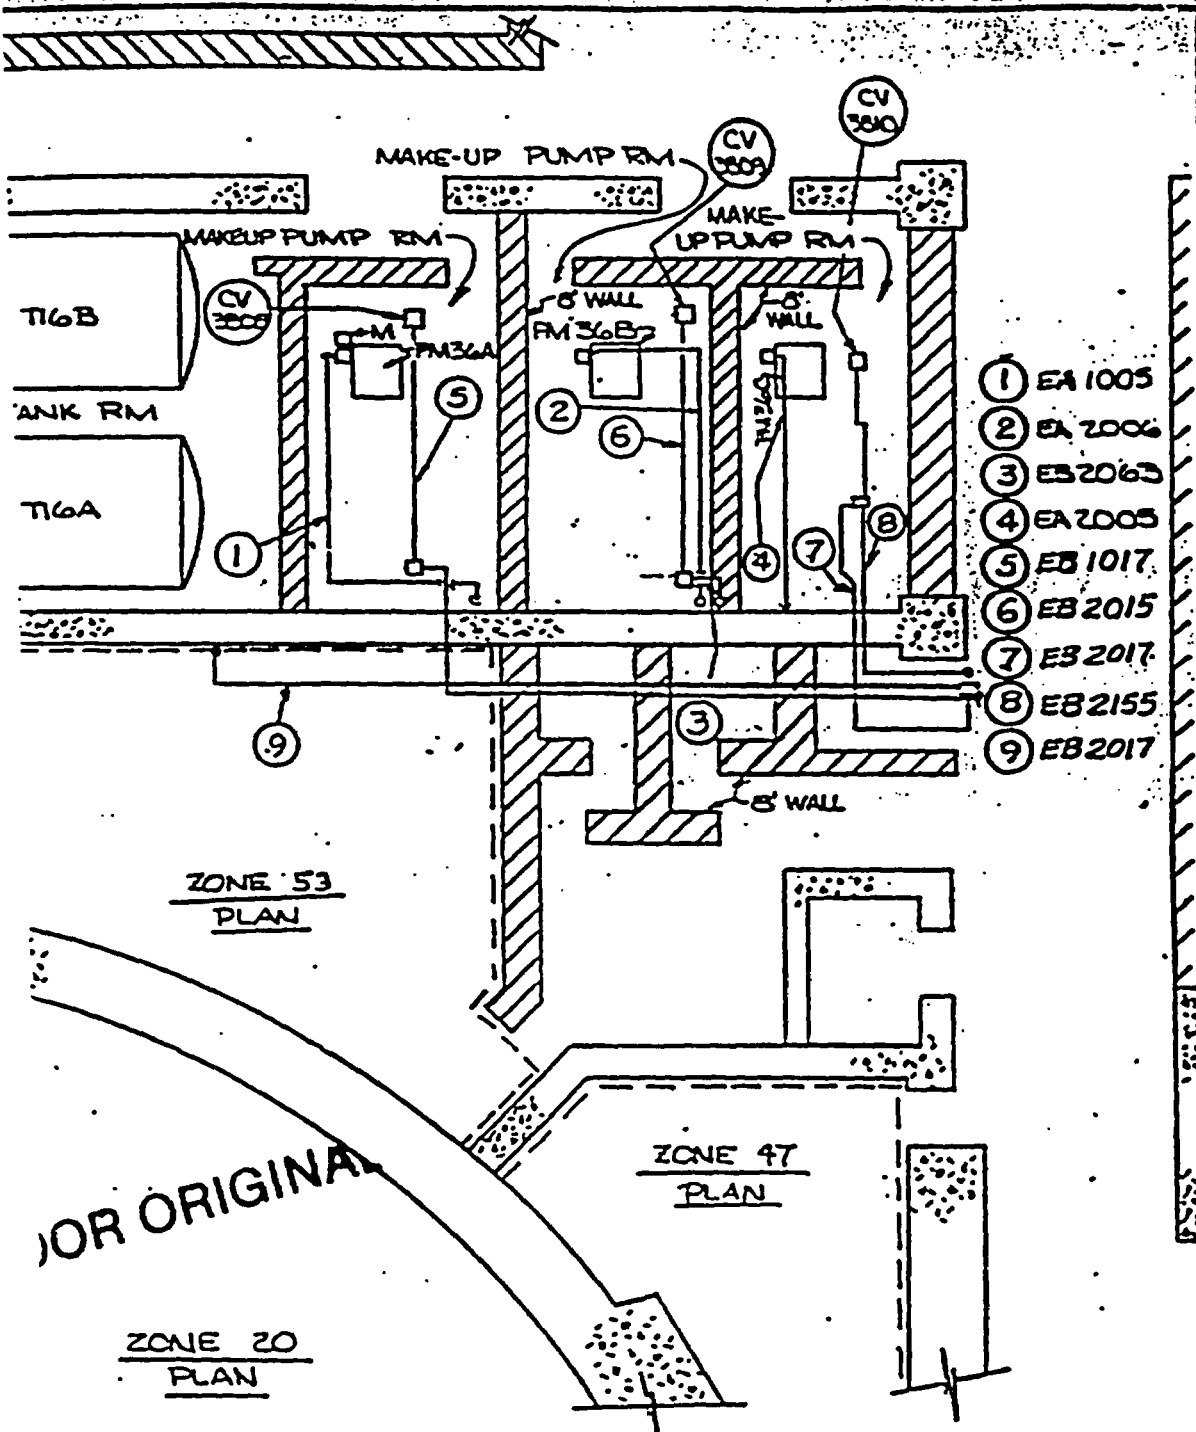 CV
3810
CV
3809
MAKE-UP PUMP RM
MAKE-
UP PUMP RM
MAKEUP PUMP RM
CV
3808
T16B
8" WALL
8"
WALL
M
PM36A
PM36B
PM36C
ANK RM
T16A
5
2
6
1
4
7
8
3
9
1 EA 1005
2 EA 2006
3 EB 2063
4 EA 2005
5 EB 1017
6 EB 2015
7 EB 2017
8 EB 2155
9 EB 2017
8" WALL
ZONE 53
PLAN
ZONE 47
PLAN
OR ORIGINAL
ZONE 20
PLAN